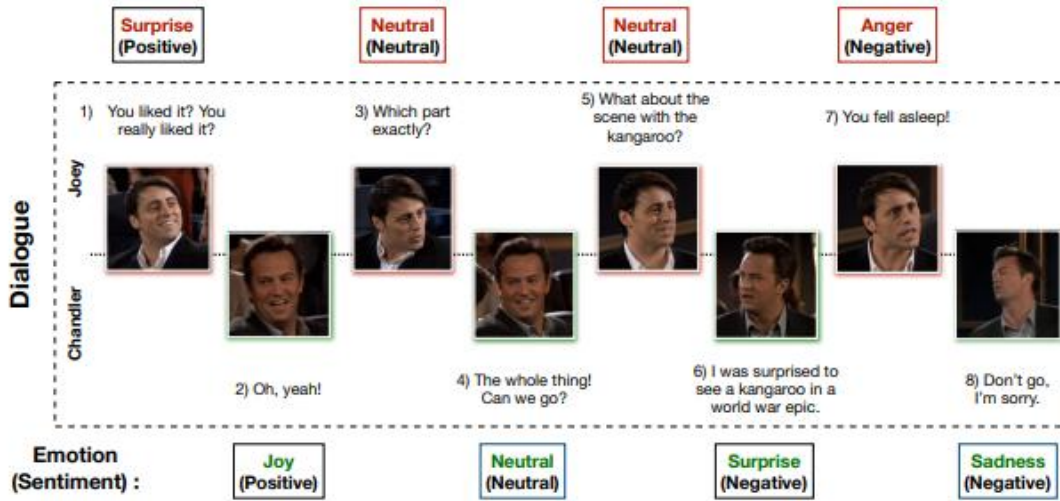 Surprise
(Positive)
Neutral
(Neutral)
Neutral
(Neutral)
Anger
(Negative)
Dialogue
Joey
Chandler
1) You liked it? You
really liked it?
3) Which part
exactly?
5) What about the
scene with the
kangaroo?
7) You fell asleep!
2) Oh, yeah!
4) The whole thing!
Can we go?
6) I was surprised to
see a kangaroo in a
world war epic.
8) Don't go,
I'm sorry.
Emotion
(Sentiment) :
Joy
(Positive)
Neutral
(Neutral)
Surprise
(Negative)
Sadness
(Negative)